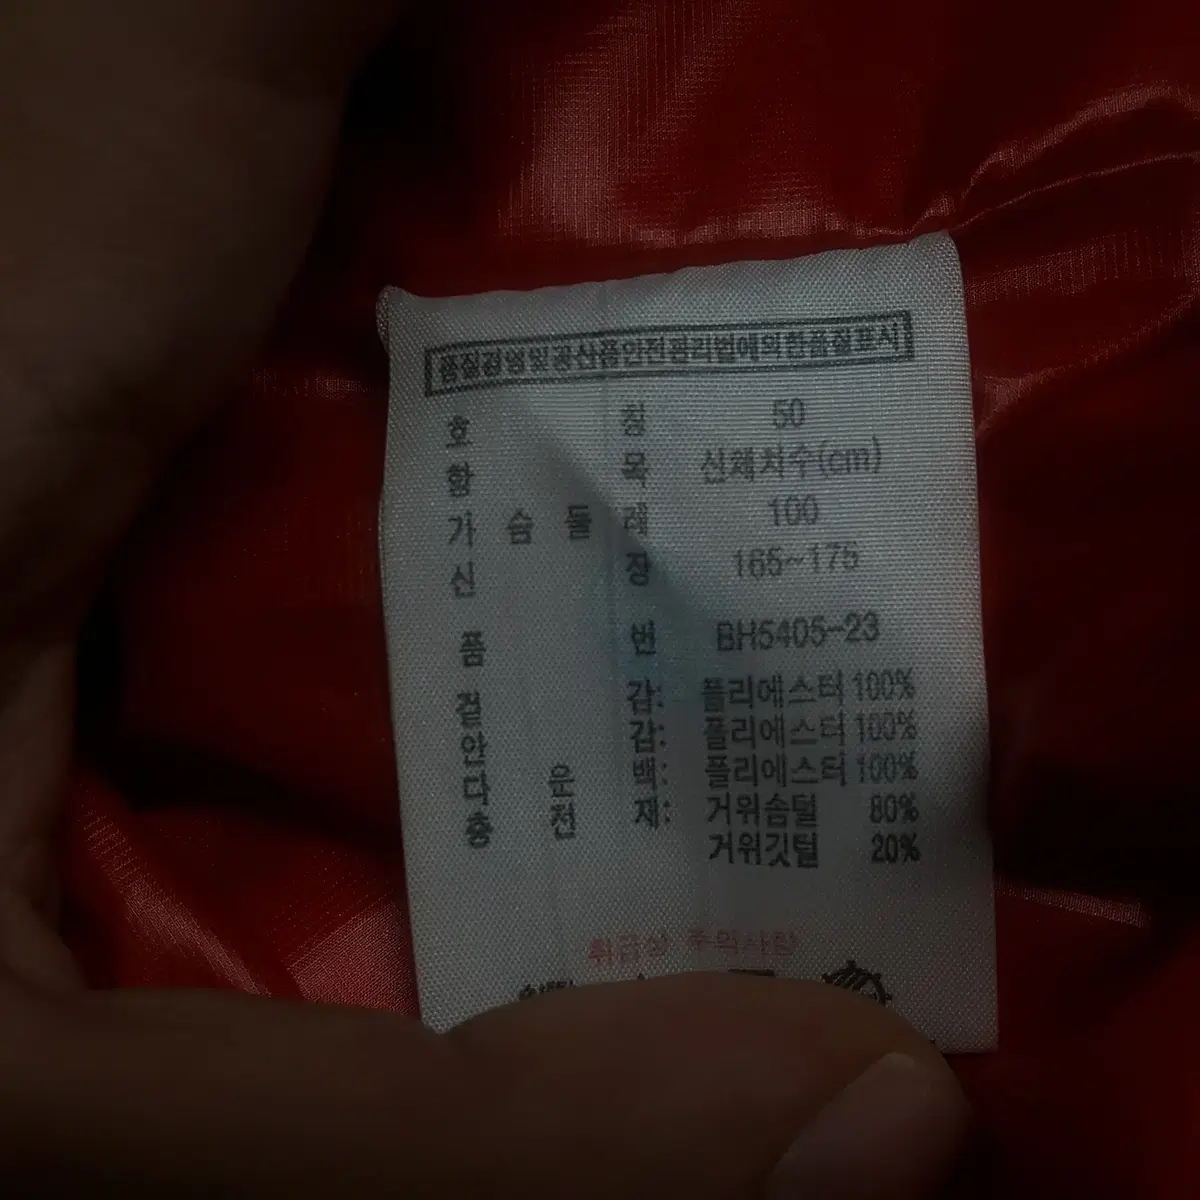 품질경영및공산품안전관리법에의한품질표시
호 칭 50
항 목 신체치수(cm)
가 슴 둘 레 100
신 장 165~175
품 번 BH5405-23
겉 감: 폴리에스터 100%
안 감: 폴리에스터 100%
다 운 백: 폴리에스터 100%
충 전 재: 거위솜털 80%
거위깃털 20%
취급상 주의사항